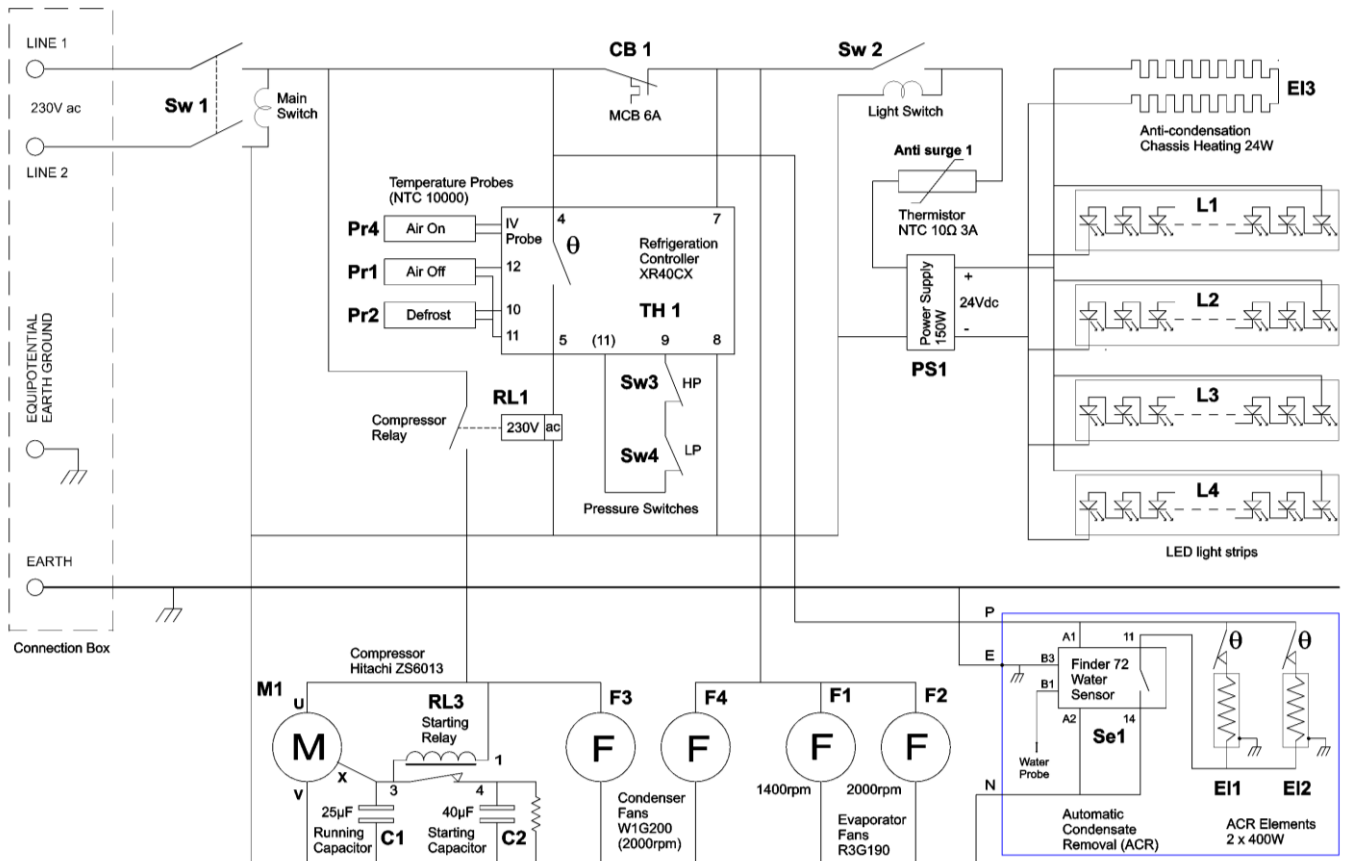 LINE 1
230V ac
LINE 2
EQUIPOTENTIAL
EARTH GROUND
EARTH
Connection Box
Sw 1
Main
Switch
CB 1
MCB 6A
Sw 2
Light Switch
Anti surge 1
Thermistor
NTC 10Ω 3A
Power Supply
150W
+
24Vdc
-
PS1
El3
Anti-condensation
Chassis Heating 24W
L1
L2
L3
L4
LED light strips
Temperature Probes
(NTC 10000)
Pr4
Air On
Pr1
Air Off
Pr2
Defrost
IV
Probe
12
10
11
4
θ
7
Refrigeration
Controller
XR40CX
TH 1
5
(11)
9
8
Sw3
HP
Sw4
LP
Pressure Switches
RL1
230V
ac
Compressor
Relay
Compressor
Hitachi ZS6013
M1
U
M
X
V
RL3
Starting
Relay
1
3
4
25µF
Running
Capacitor
C1
40µF
Starting
Capacitor
C2
F3
F
F4
F
Condenser
Fans
W1G200
(2000rpm)
F1
F
1400rpm
F2
F
2000rpm
Evaporator
Fans
R3G190
P
E
N
A1
11
B3
B1
A2
14
Finder 72
Water
Sensor
Se1
Water
Probe
θ
θ
El1
El2
Automatic
Condensate
Removal (ACR)
ACR Elements
2 x 400W